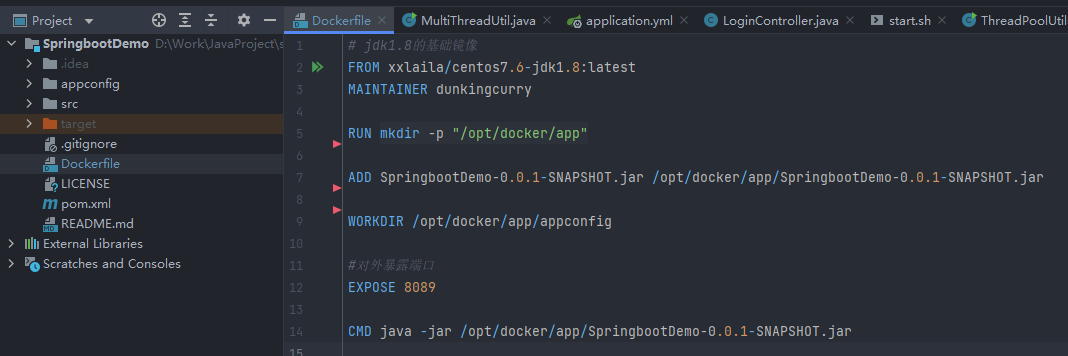 Project
Dockerfile
MultiThreadUtil.java
application.yml
LoginController.java
start.sh
ThreadPoolUtil
SpringbootDemo D:\Work\JavaProject\s
.idea
appconfig
src
target
.gitignore
Dockerfile
LICENSE
pom.xml
README.md
External Libraries
Scratches and Consoles
1 # jdk1.8的基础镜像
2 FROM xxlaila/centos7.6-jdk1.8:latest
3 MAINTAINER dunkingcurry
4
5 RUN mkdir -p "/opt/docker/app"
6
7 ADD SpringbootDemo-0.0.1-SNAPSHOT.jar /opt/docker/app/SpringbootDemo-0.0.1-SNAPSHOT.jar
8
9 WORKDIR /opt/docker/app/appconfig
10
11 #对外暴露端口
12 EXPOSE 8089
13
14 CMD java -jar /opt/docker/app/SpringbootDemo-0.0.1-SNAPSHOT.jar
15